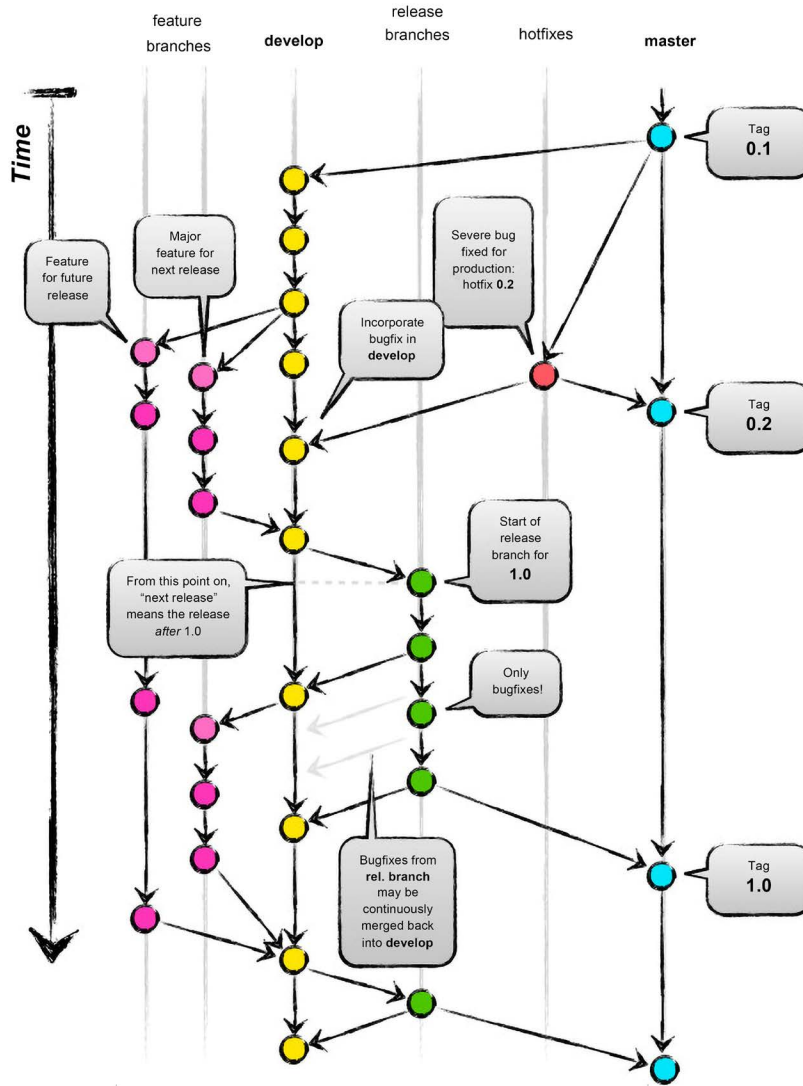 feature
branches
develop
release
branches
hotfixes
master
Time
Tag
0.1
Major
feature for
next release
Feature
for future
release
Severe bug
fixed for
production:
hotfix 0.2
Incorporate
bugfix in
develop
Tag
0.2
Start of
release
branch for
1.0
From this point on,
“next release”
means the release
after 1.0
Only
bugfixes!
Bugfixes from
rel. branch
may be
continuously
merged back
into develop
Tag
1.0